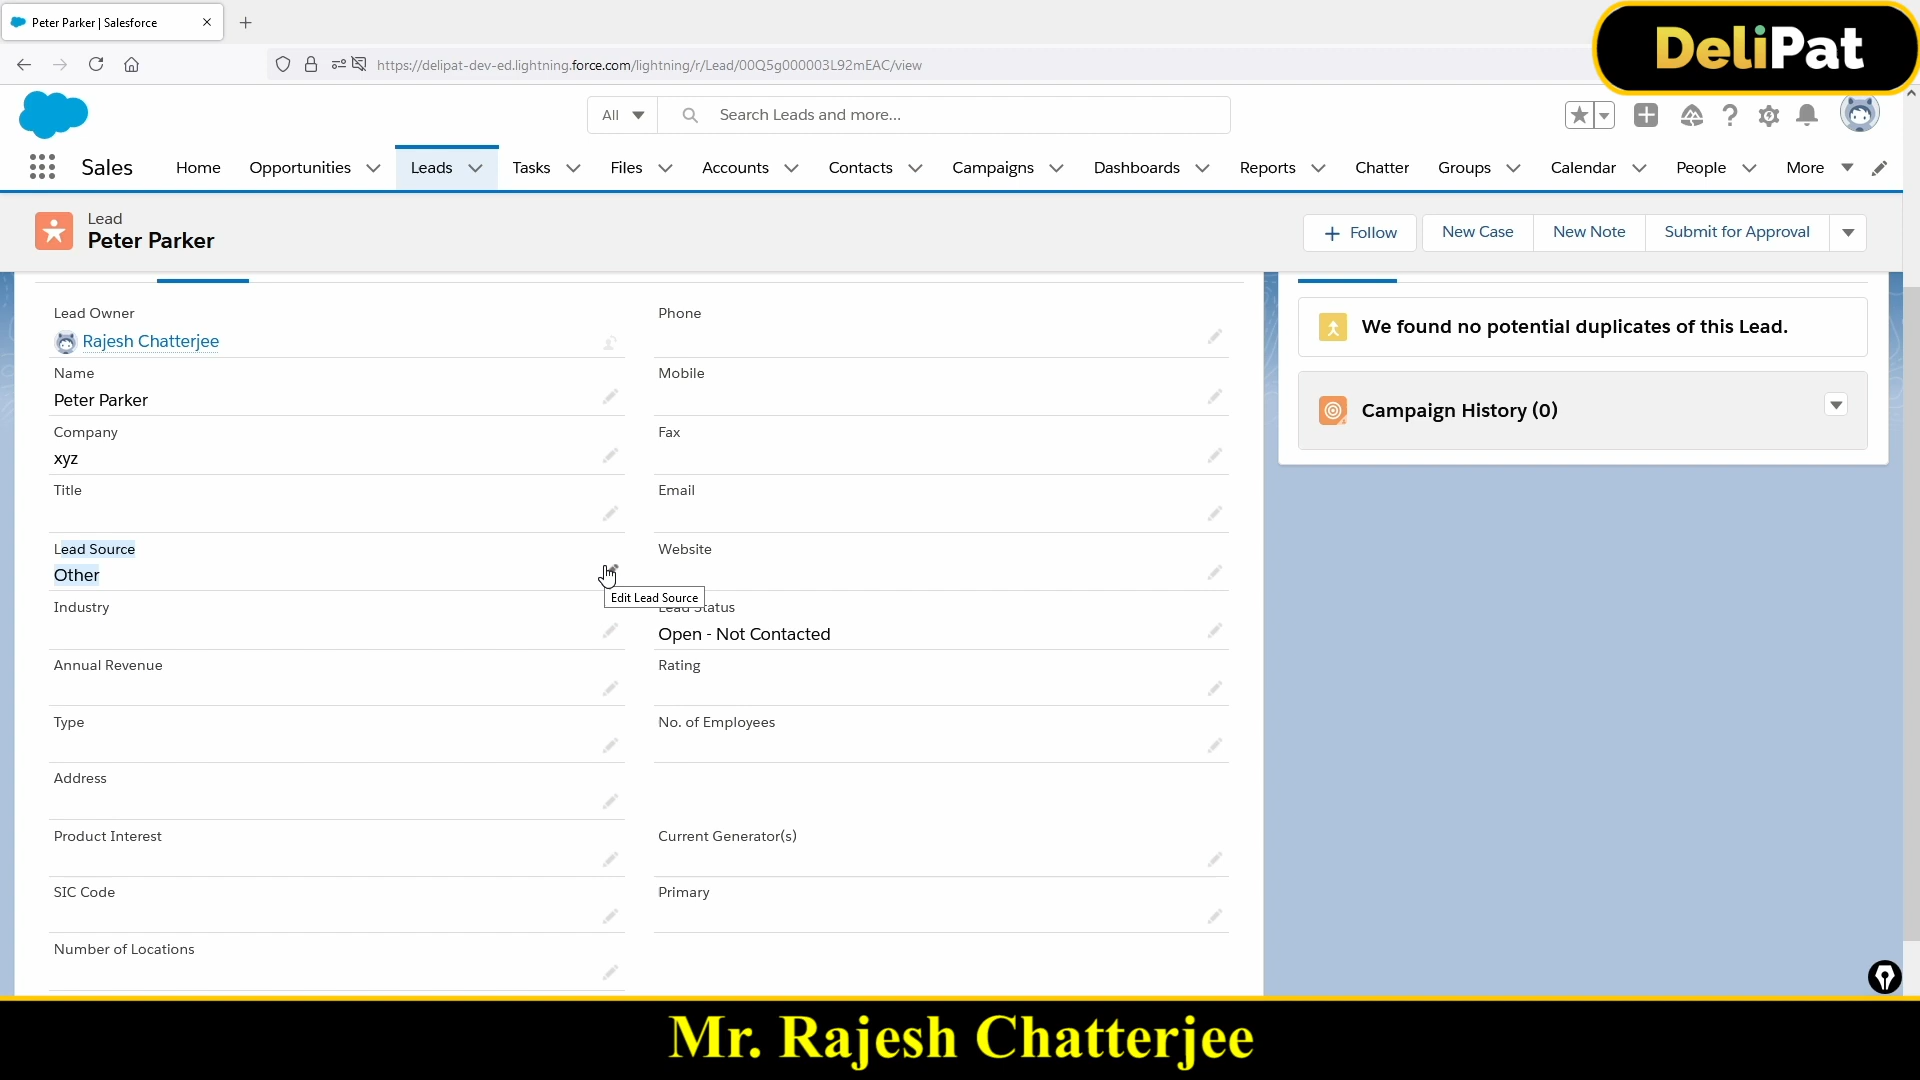 Peter Parker | Salesforce
DeliPat
https://delipat-dev-ed.lightning.force.com/lightning/r/Lead/00Q5g000003L92mEAC/view
All
Search Leads and more...
Sales
Home
Opportunities
Leads
Tasks
Files
Accounts
Contacts
Campaigns
Dashboards
Reports
Chatter
Groups
Calendar
People
More
Lead
Peter Parker
Follow
New Case
New Note
Submit for Approval
Lead Owner
Rajesh Chatterjee
Phone
Name
Peter Parker
Mobile
Company
xyz
Fax
Title
Email
Lead Source
Other
Website
Edit Lead Source
Industry
Lead Status
Open - Not Contacted
Annual Revenue
Rating
Type
No. of Employees
Address
Product Interest
Current Generator(s)
SIC Code
Primary
Number of Locations
We found no potential duplicates of this Lead.
Campaign History (0)
Mr. Rajesh Chatterjee